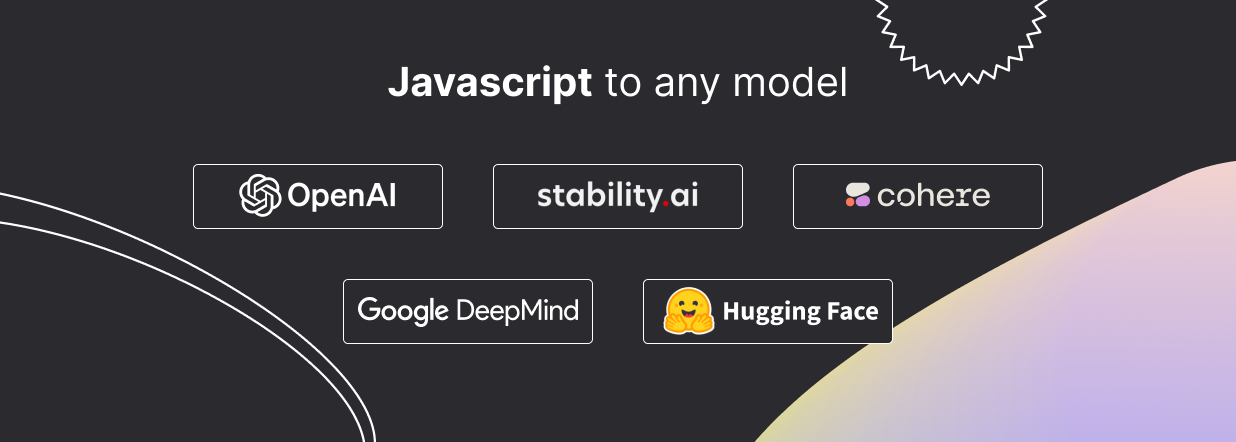 Javascript to any model
OpenAI
stability.ai
cohere
Google DeepMind
Hugging Face